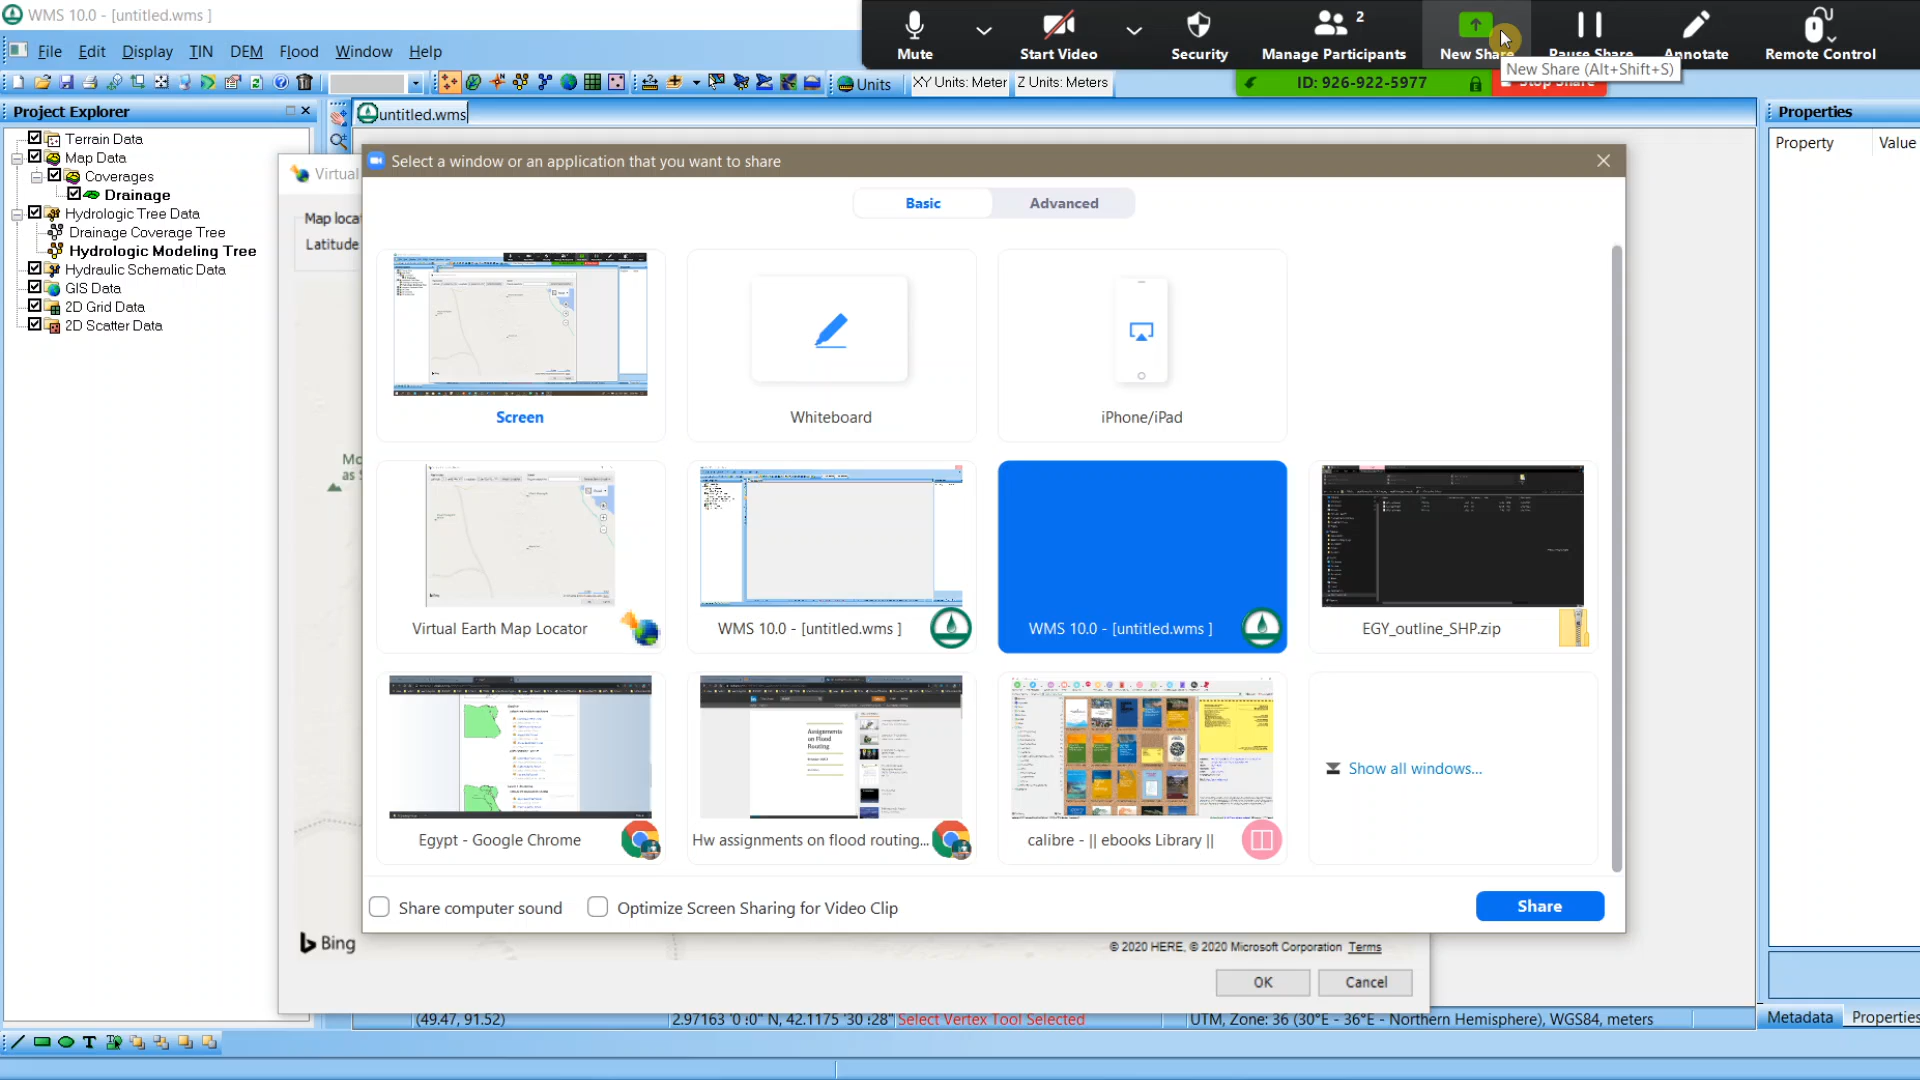 WMS 10.0 - [untitled.wms ]
File Edit Display TIN DEM Flood Window Help
Mute
Start Video
Security
Manage Participants
2
New Share
Pause Share
Annotate
Remote Control
New Share (Alt+Shift+S)
Units
XY Units: Meter
Z Units: Meters
ID: 926-922-5977
Stop Share
Project Explorer
untitled.wms
Properties
Property
Value
Terrain Data
Map Data
Coverages
Drainage
Hydrologic Tree Data
Drainage Coverage Tree
Hydrologic Modeling Tree
Hydraulic Schematic Data
GIS Data
2D Grid Data
2D Scatter Data
Virtual
Map loca
Latitude
Mo
as
Select a window or an application that you want to share
Basic
Advanced
Screen
Whiteboard
iPhone/iPad
Virtual Earth Map Locator
WMS 10.0 - [untitled.wms ]
WMS 10.0 - [untitled.wms ]
EGY_outline_SHP.zip
Assignments
on Flood
Routing
Egypt - Google Chrome
Hw assignments on flood routing...
calibre - || ebooks Library ||
Show all windows...
Share computer sound
Optimize Screen Sharing for Video Clip
Share
Bing
© 2020 HERE, © 2020 Microsoft Corporation Terms
OK
Cancel
(49.47, 91.52)
2.97163 '0 :0" N, 42.1175 '30 :28"
Select Vertex Tool Selected
UTM, Zone: 36 (30°E - 36°E - Northern Hemisphere), WGS84, meters
Metadata
Properties
T